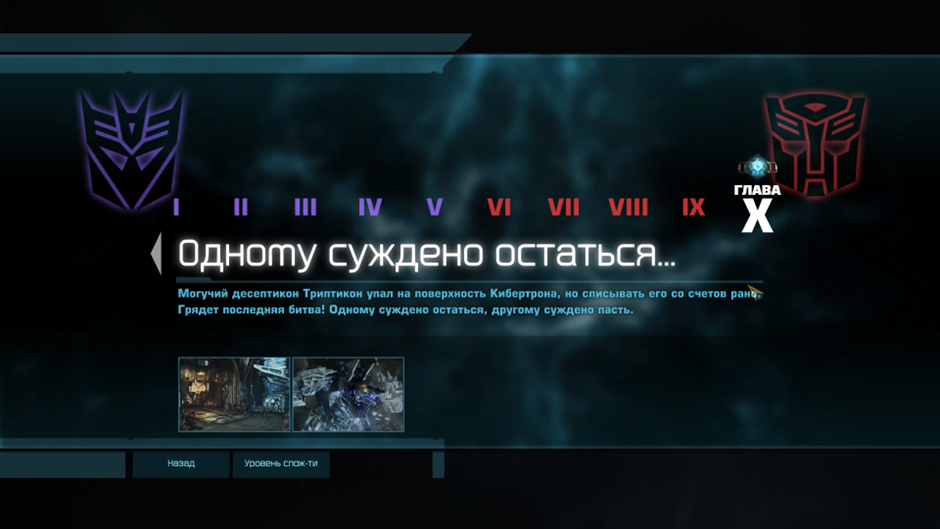 I II III IV V VI VII VIII IX ГЛАВА X
Одному суждено остаться...
Могучий десептикон Триптикон упал на поверхность Кибертрона, но списывать его со счетов рано.
Грядет последняя битва! Одному суждено остаться, другому суждено пасть.
Назад Уровень слож-ти